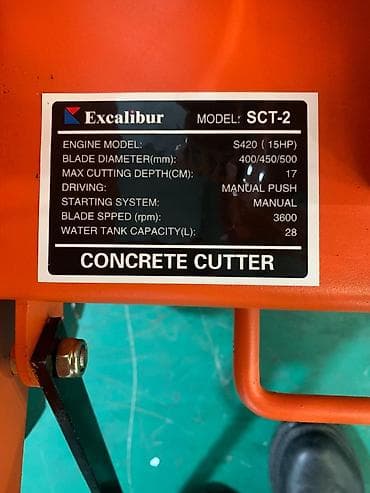 Excalibur MODEL: SCT-2
ENGINE MODEL: S420 ( 15HP)
BLADE DIAMETER(mm): 400/450/500
MAX CUTTING DEPTH(CM): 17
DRIVING: MANUAL PUSH
STARTING SYSTEM: MANUAL
BLADE SPPED (rpm): 3600
WATER TANK CAPACITY(L): 28
CONCRETE CUTTER